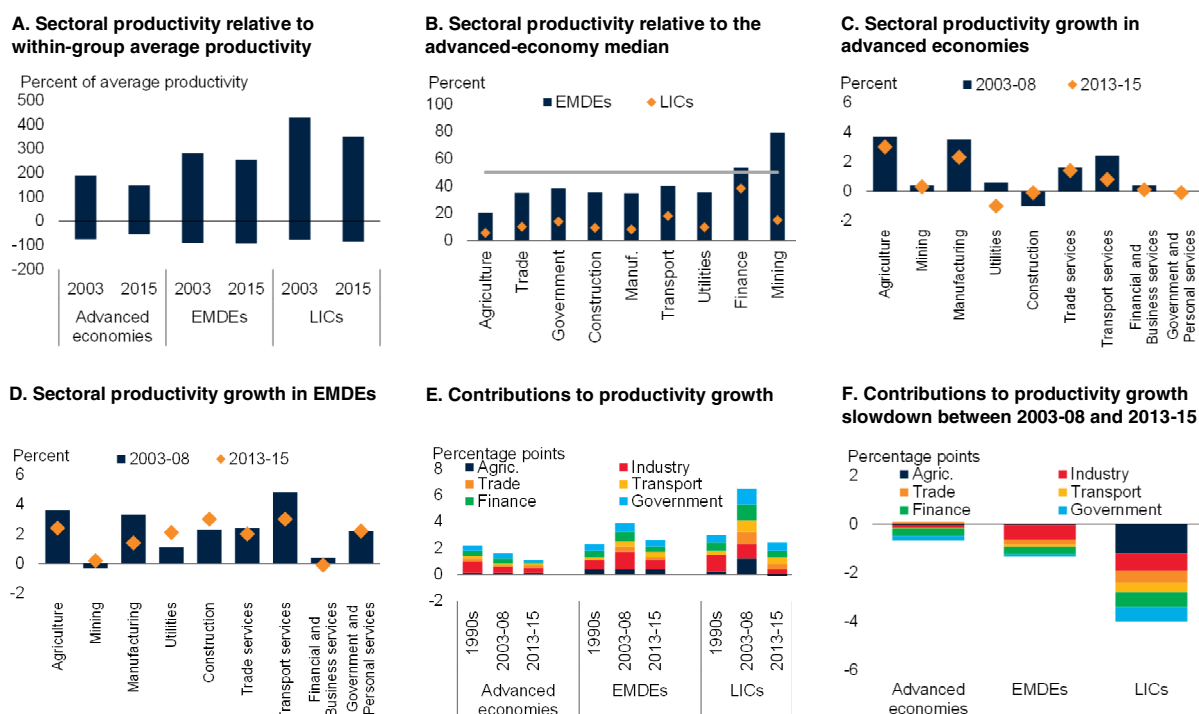 A. Sectoral productivity relative to
within-group average productivity
Percent of average productivity
500
400
300
200
100
0
-100
-200
2003
2015
2003
2015
2003
2015
Advanced
economies
EMDEs
LICs
B. Sectoral productivity relative to the
advanced-economy median
Percent
100
80
60
40
20
0
EMDEs
LICs
Agriculture
Trade
Government
Construction
Manuf.
Transport
Utilities
Finance
Mining
C. Sectoral productivity growth in
advanced economies
Percent
6
4
2
0
-2
2003-08
2013-15
Agriculture
Mining
Manufacturing
Utilities
Construction
Trade services
Transport services
Financial and
Business services
Government and
Personal services
D. Sectoral productivity growth in EMDEs
Percent
6
4
2
0
-2
2003-08
2013-15
Agriculture
Mining
Manufacturing
Utilities
Construction
Trade services
Transport services
Financial and
Business services
Government and
Personal services
E. Contributions to productivity growth
Percentage points
8
6
4
2
0
-2
Agric.
Industry
Trade
Transport
Finance
Government
1990s
2003-08
2013-15
1990s
2003-08
2013-15
1990s
2003-08
2013-15
Advanced
economies
EMDEs
LICs
F. Contributions to productivity growth
slowdown between 2003-08 and 2013-15
Percentage points
2
0
-2
-4
-6
Agric.
Industry
Trade
Transport
Finance
Government
Advanced
economies
EMDEs
LICs